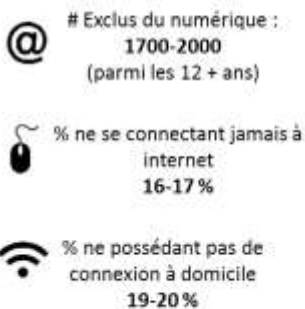 @
# Exclus du numérique :
1700-2000
(parmi les 12 + ans)
% ne se connectant jamais à
internet
16-17 %
% ne possédant pas de
connexion à domicile
19-20 %